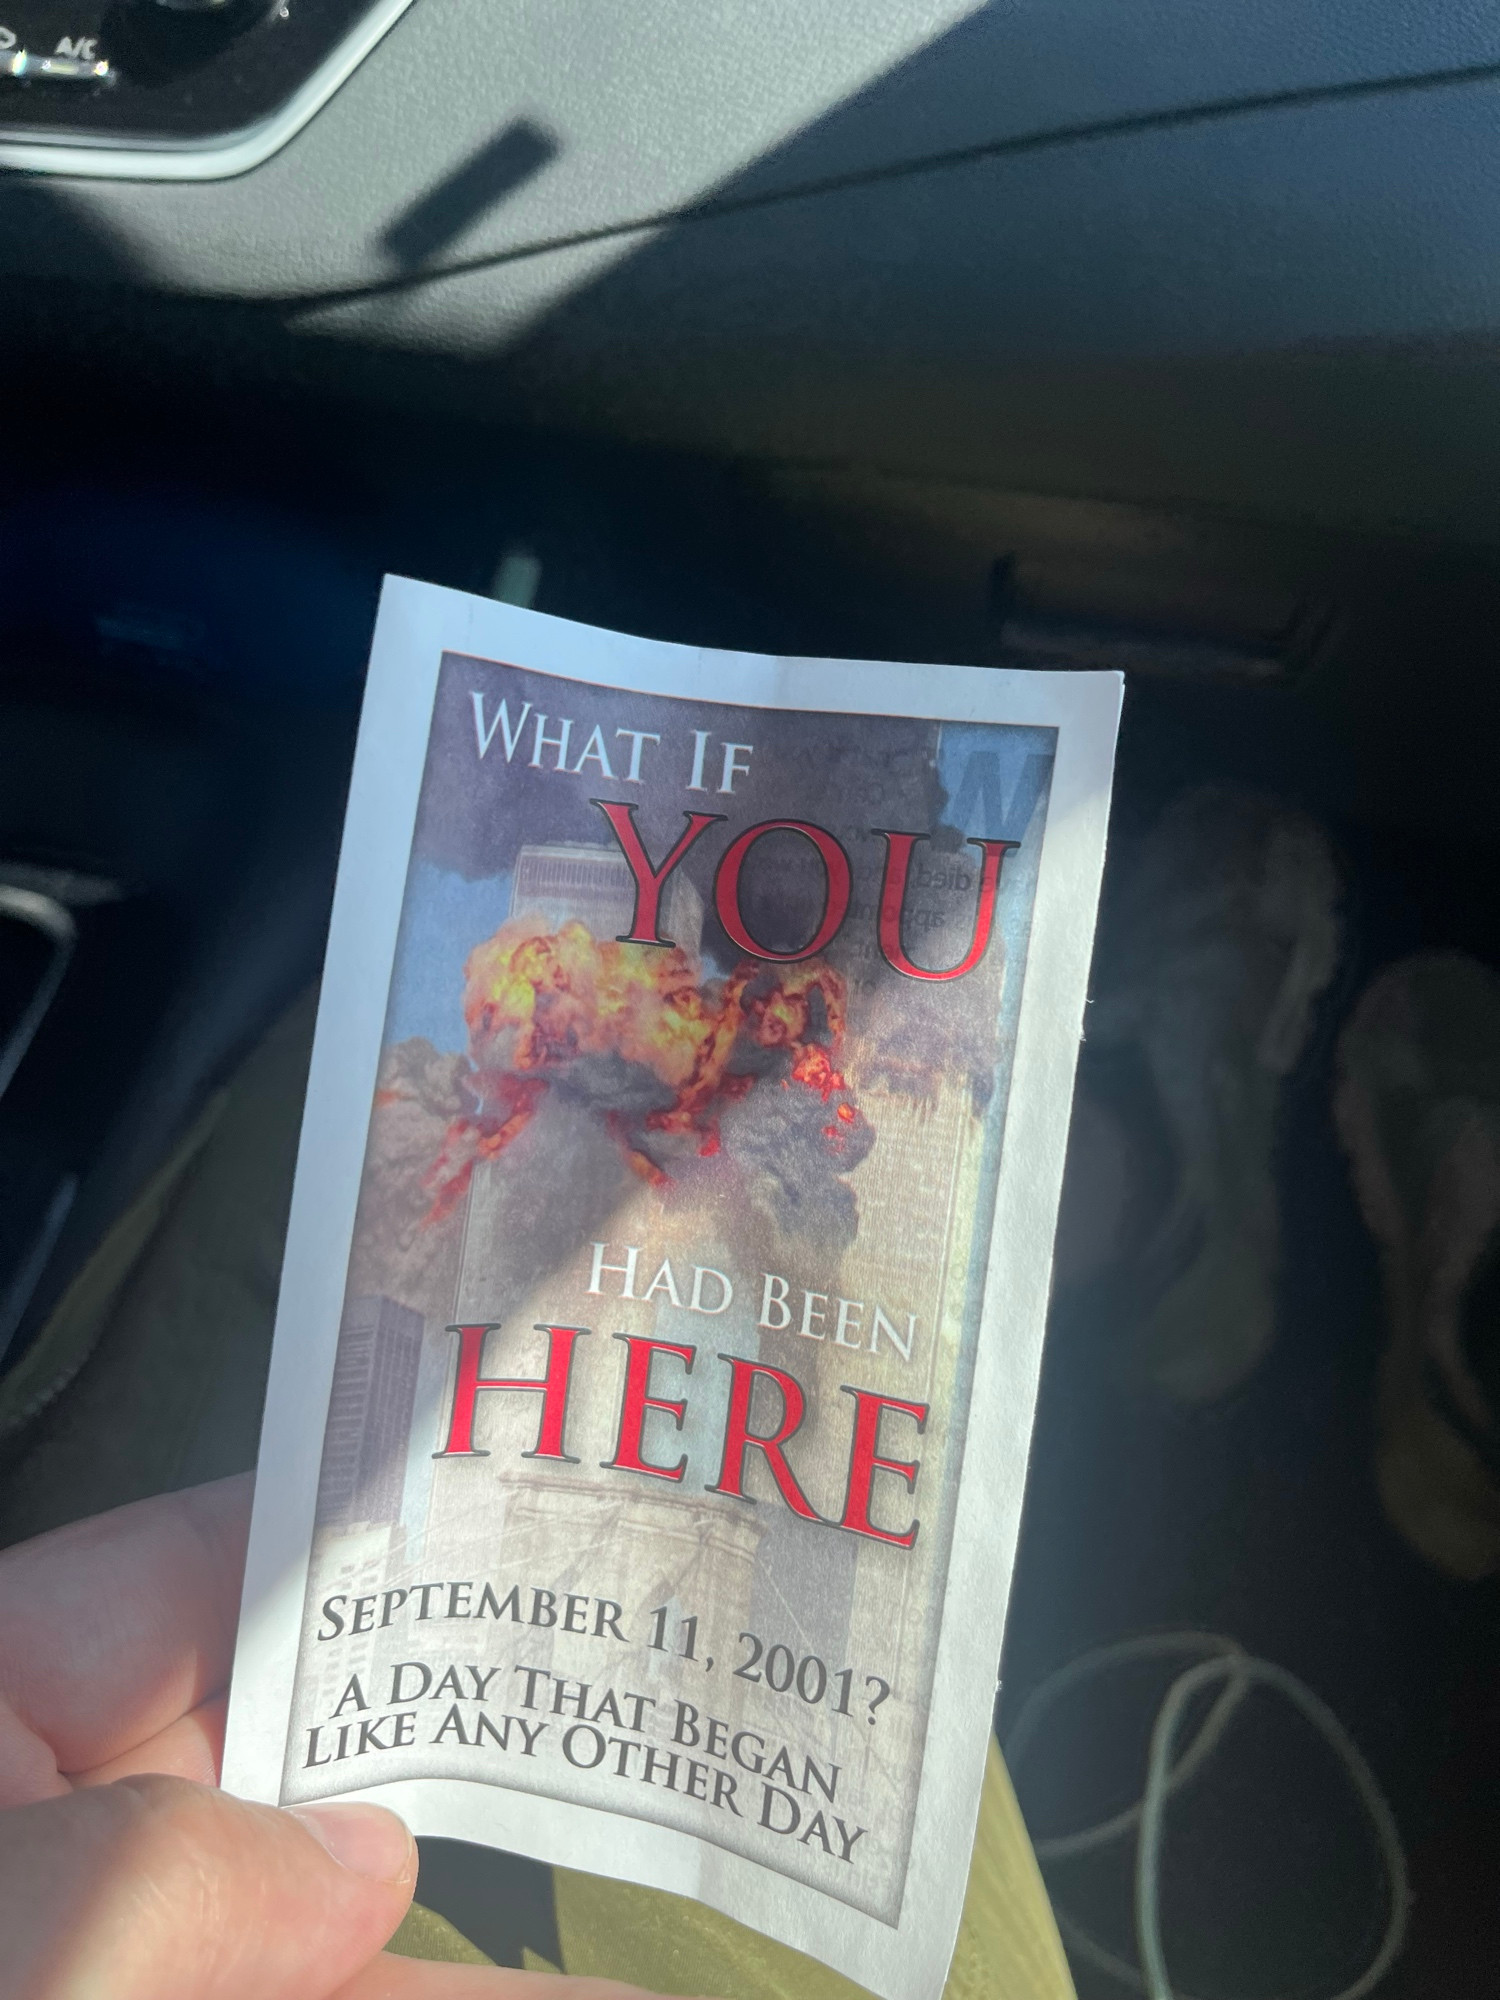 A/C
WHAT IF
YOU
HAD BEEN
HERE
SEPTEMBER 11, 2001?
A DAY THAT BEGAN
LIKE ANY OTHER DAY